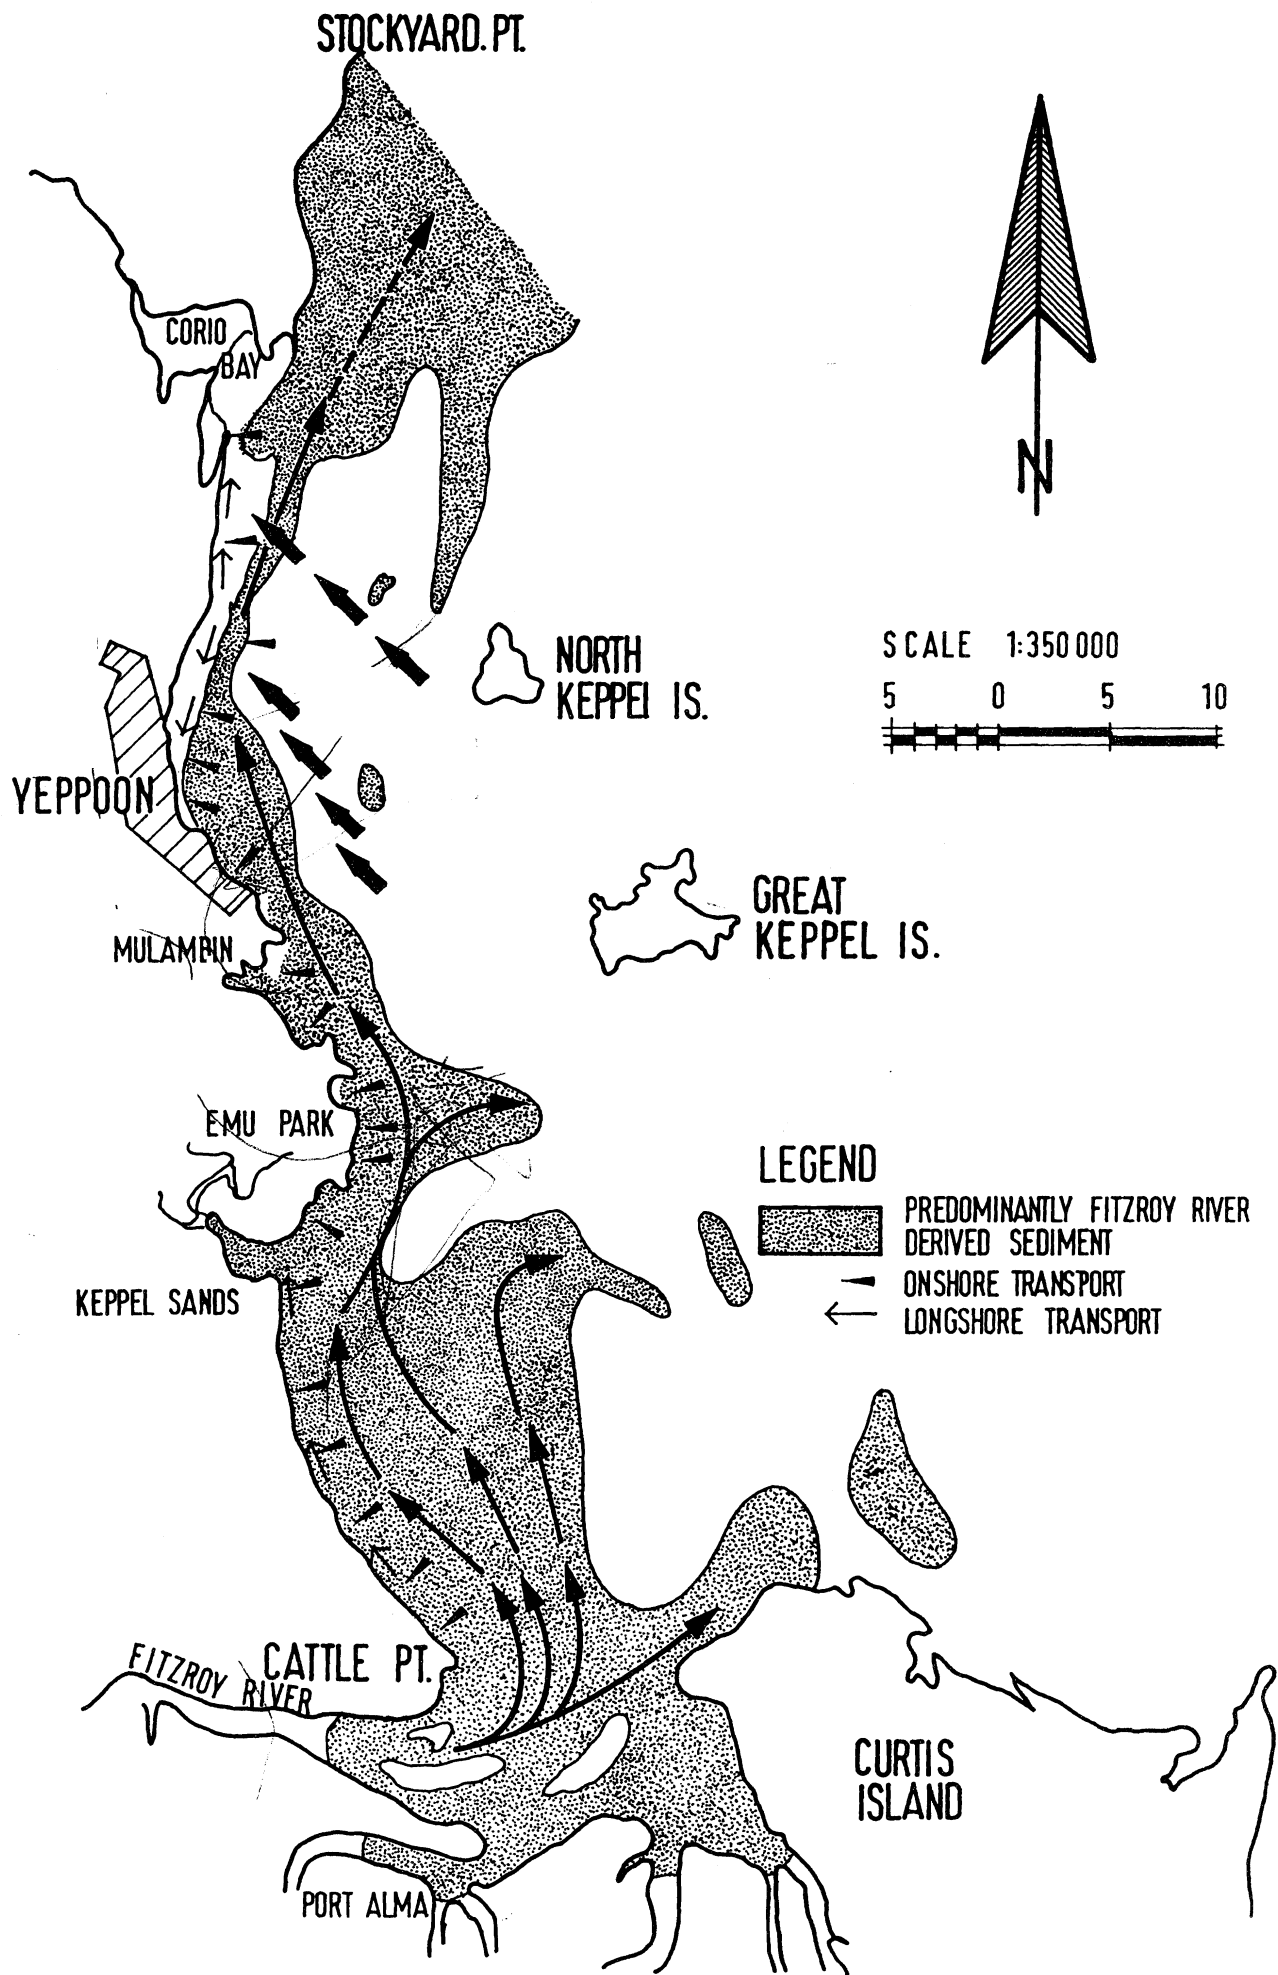 STOCKYARD. PT.
CORIO
BAY
N
NORTH
KEPPEL IS.
SCALE 1:350 000
5 0 5 10
YEPPOON
GREAT
KEPPEL IS.
MULAMBIN
EMU PARK
LEGEND
PREDOMINANTLY FITZROY RIVER
DERIVED SEDIMENT
ONSHORE TRANSPORT
LONGSHORE TRANSPORT
KEPPEL SANDS
CATTLE PT.
FITZROY RIVER
CURTIS
ISLAND
PORT ALMA